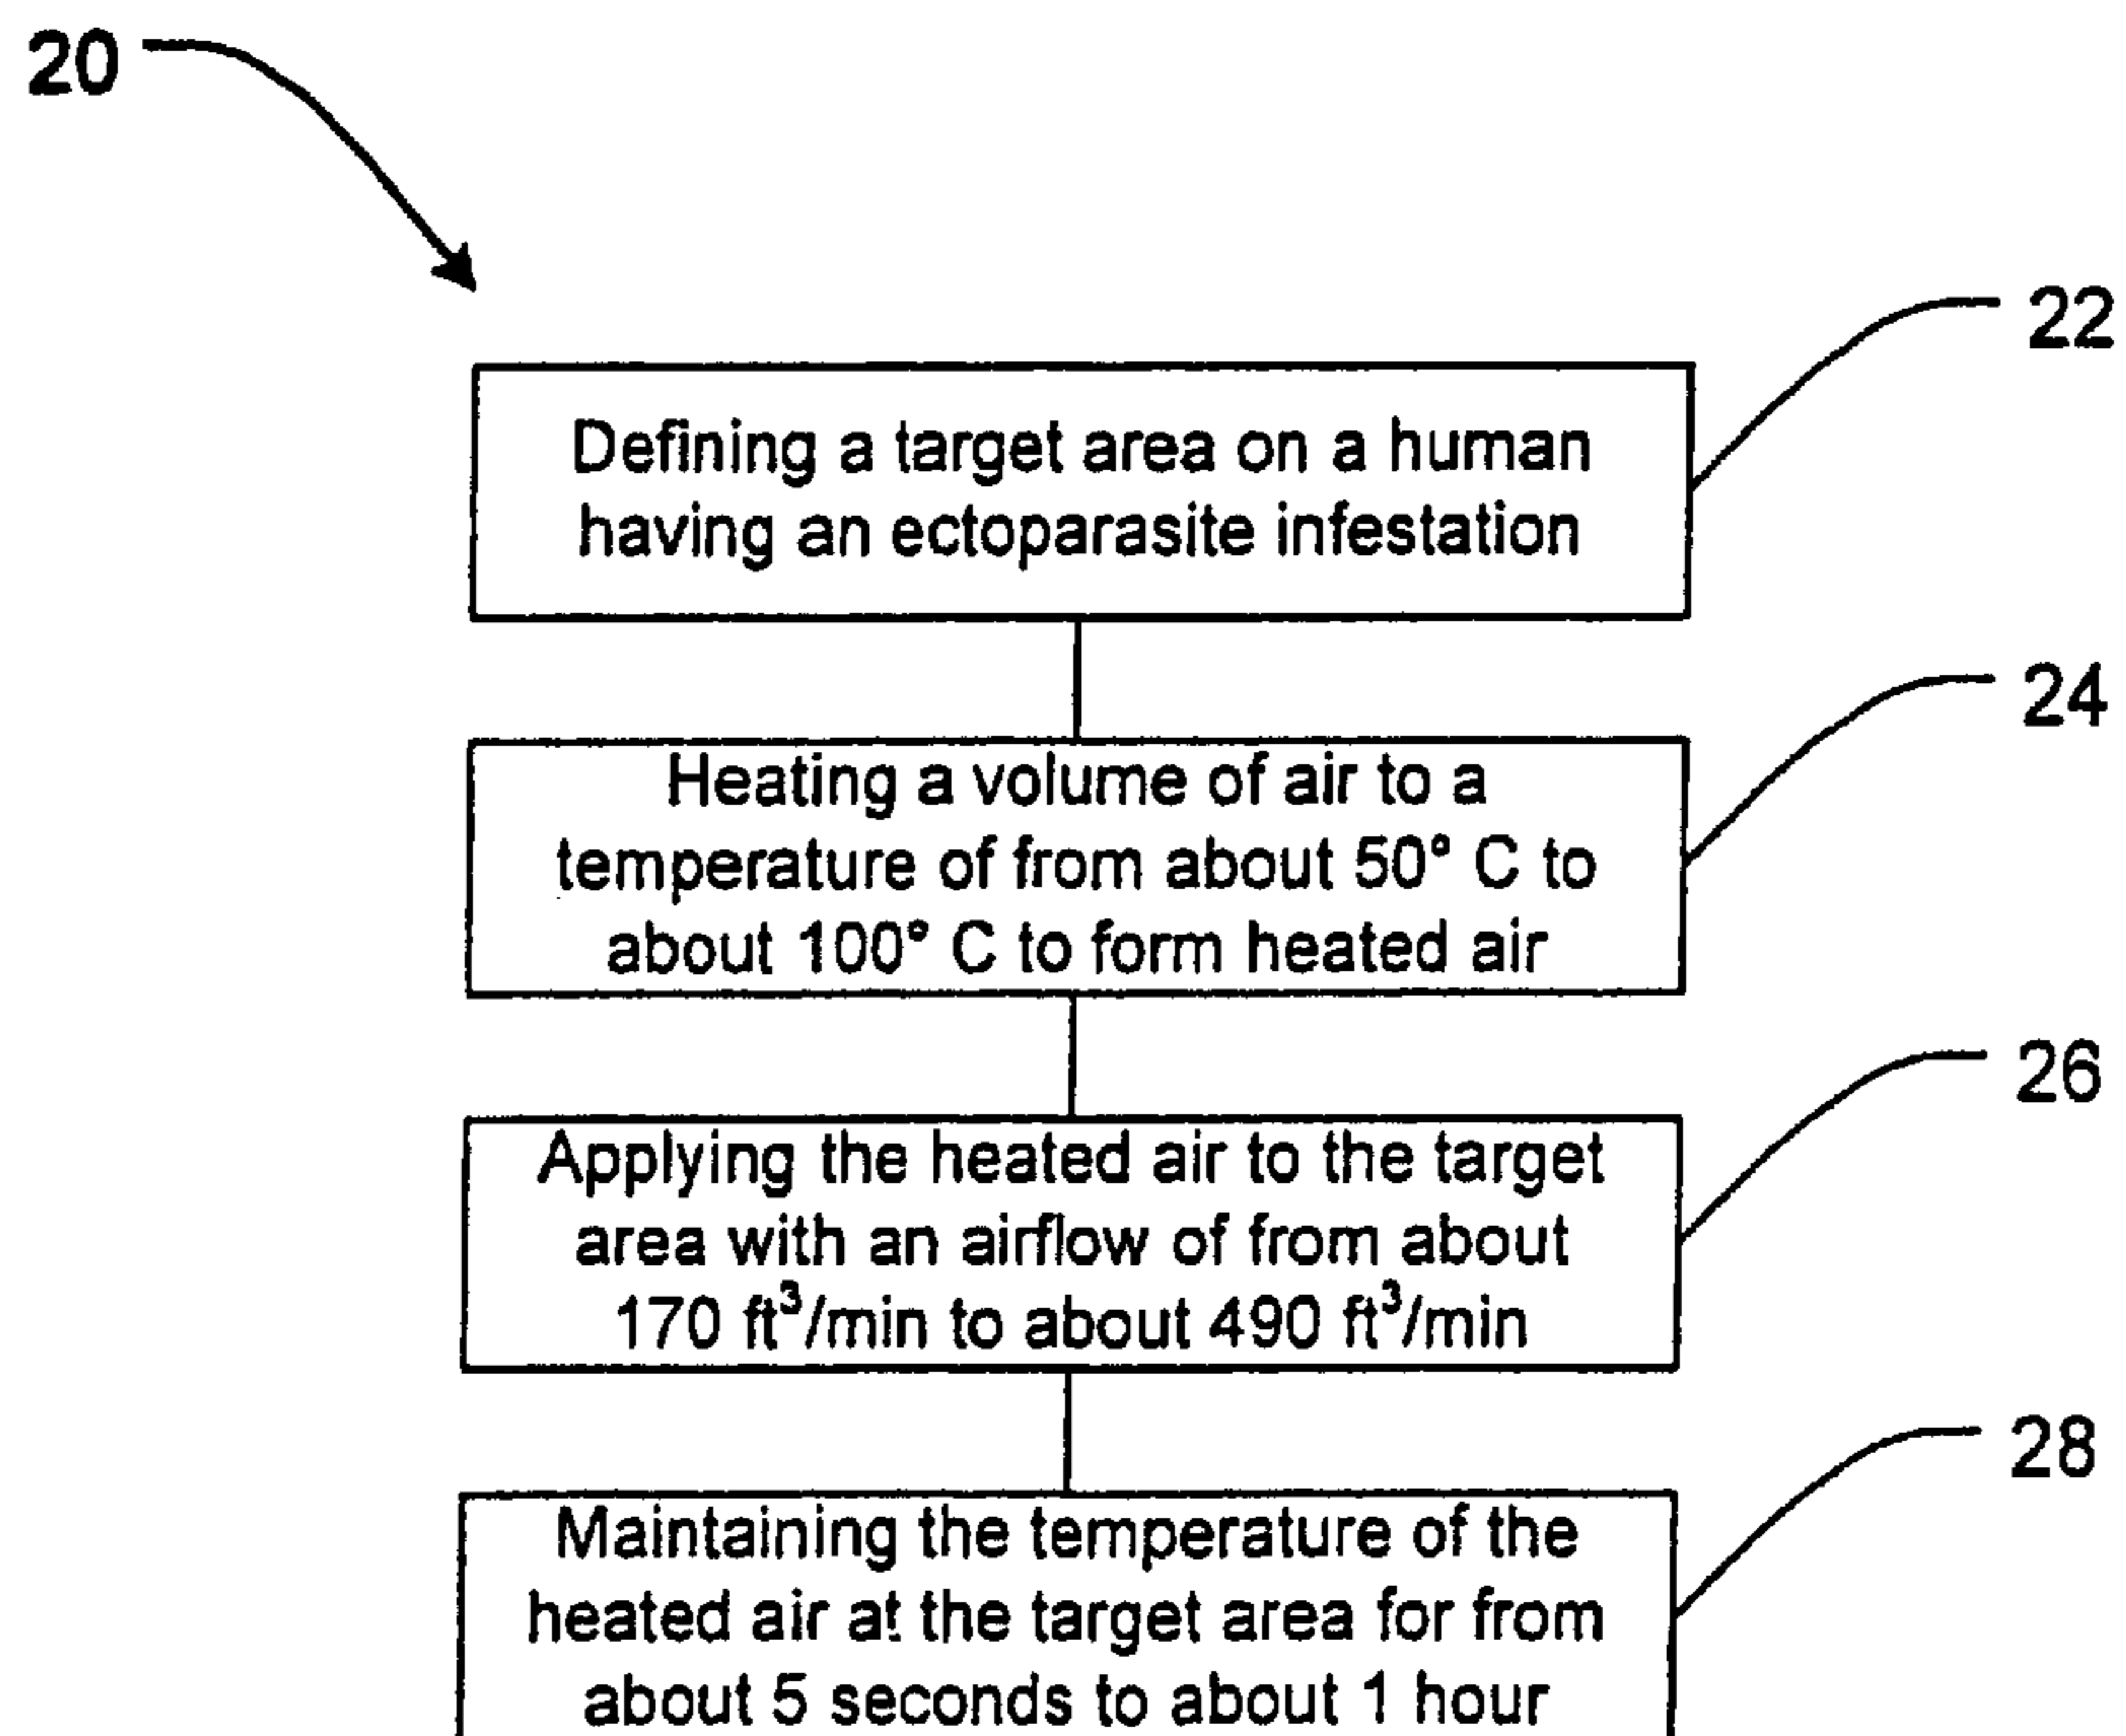 20
22
Defining a target area on a human
having an ectoparasite infestation
24
Heating a volume of air to a
temperature of from about 50° C to
about 100° C to form heated air
26
Applying the heated air to the target
area with an airflow of from about
170 ft³/min to about 490 ft³/min
28
Maintaining the temperature of the
heated air at the target area for from
about 5 seconds to about 1 hour